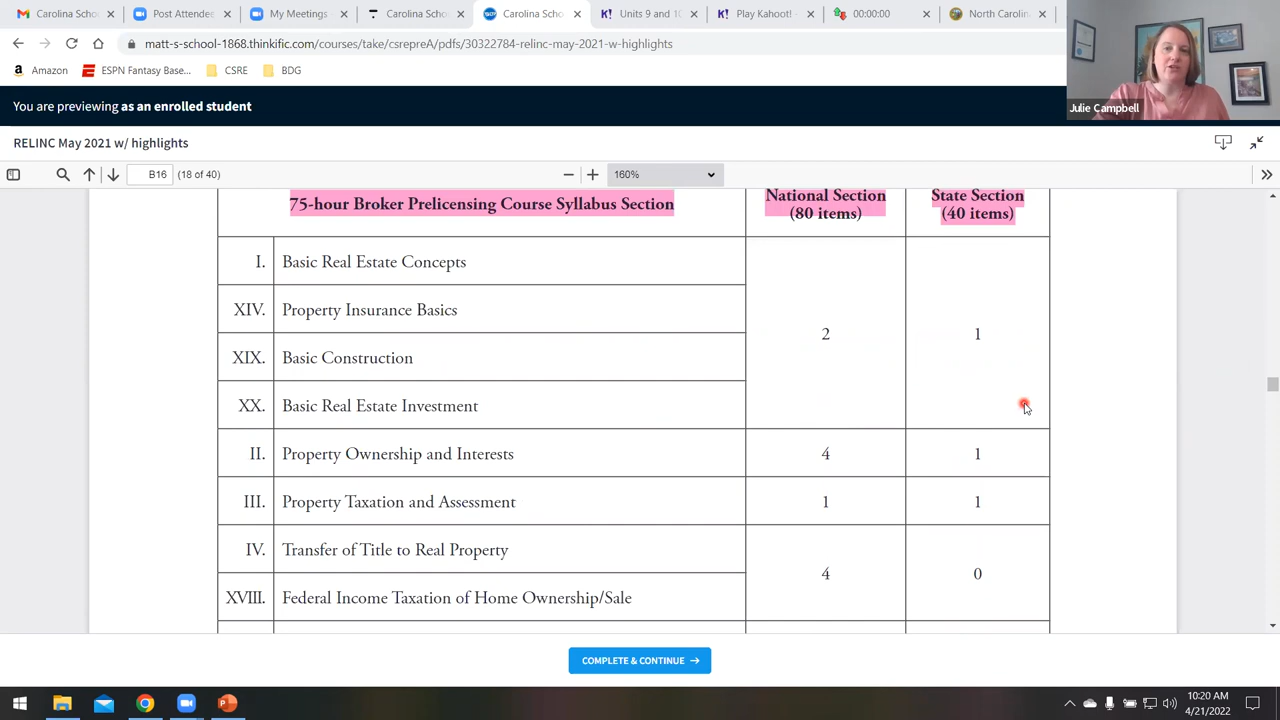 Carolina Scho
Post Attendee
My Meetings
Carolina Scho
Carolina Scho
Units 9 and 10
Play Kahoot! -
00:00:00
North Carolin
matt-s-school-1868.thinkific.com/courses/take/csrepreA/pdfs/30322784-relinc-may-2021-w-highlights
Amazon
ESPN Fantasy Base...
CSRE
BDG
Julie Campbell
You are previewing as an enrolled student
RELINC May 2021 w/ highlights
B16 (18 of 40)
160%
75-hour Broker Prelicensing Course Syllabus Section
National Section
(80 items)
State Section
(40 items)
I. Basic Real Estate Concepts
XIV. Property Insurance Basics
2 1
XIX. Basic Construction
XX. Basic Real Estate Investment
II. Property Ownership and Interests 4 1
III. Property Taxation and Assessment 1 1
IV. Transfer of Title to Real Property
4 0
XVIII. Federal Income Taxation of Home Ownership/Sale
COMPLETE & CONTINUE →
10:20 AM
4/21/2022